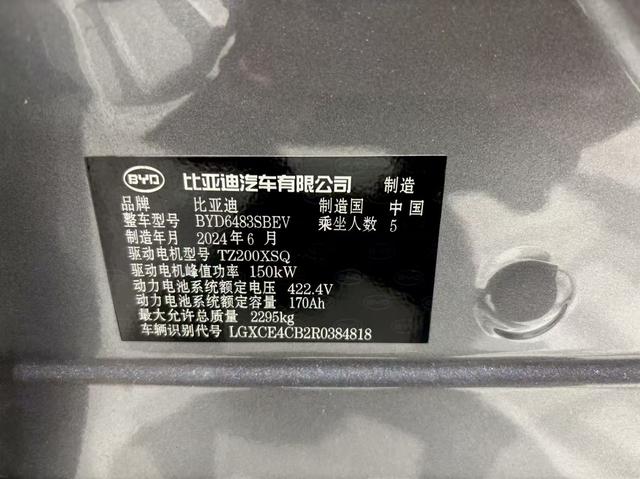 BYD 比亚迪汽车有限公司 制造
品牌 比亚迪 制造国 中国
整车型号 BYD6483SBEV 乘坐人数 5
制造年月 2024年6月
驱动电机型号 TZ200XSQ
驱动电机峰值功率 150kW
动力电池系统额定电压 422.4V
动力电池系统额定容量 170Ah
最大允许总质量 2295kg
车辆识别代号 LGXCE4CB2R0384818